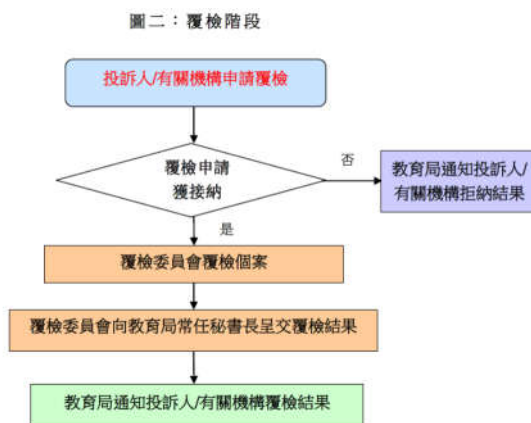 圖二：覆檢階段
投訴人/有關機構申請覆檢
覆檢申請
獲接納
否
教育局通知投訴人/
有關機構拒納結果
是
覆檢委員會覆檢個案
覆檢委員會向教育局常任秘書長呈交覆檢結果
教育局通知投訴人/有關機構覆檢結果